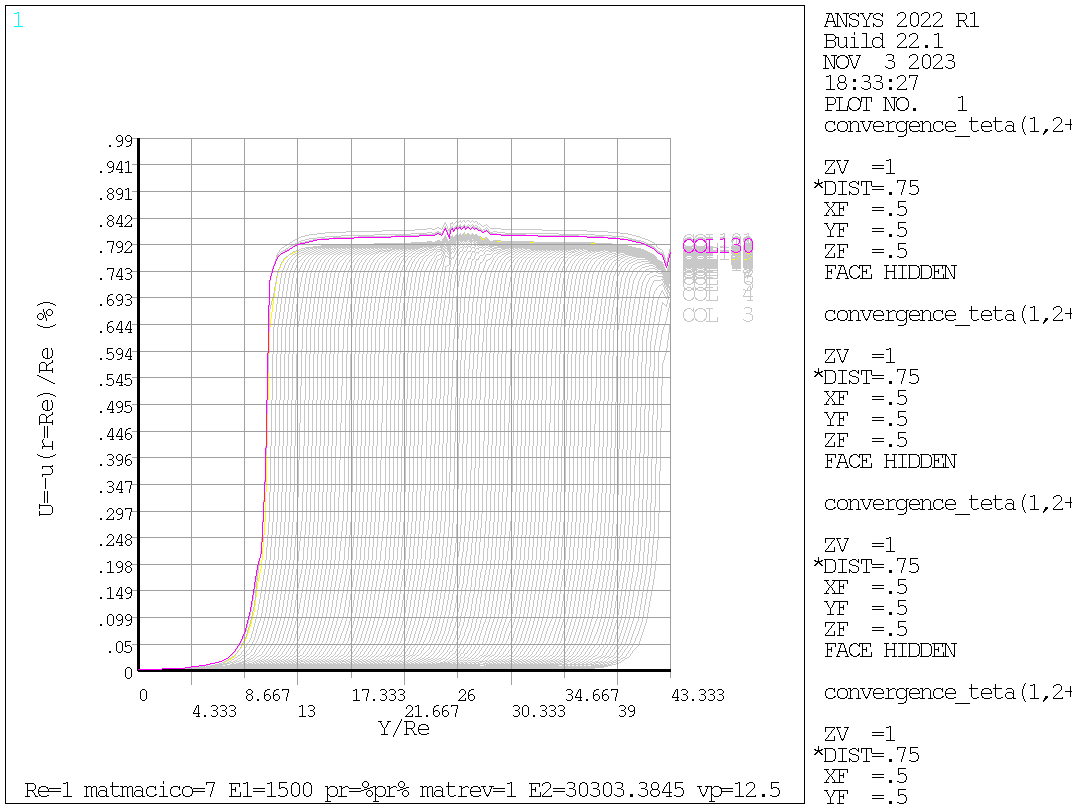 1
ANSYS 2022 R1
Build 22.1
NOV 3 2023
18:33:27
PLOT NO. 1
convergence_teta(1,2+
ZV =1
*DIST=.75
XF =.5
YF =.5
ZF =.5
FACE HIDDEN
convergence_teta(1,2+
ZV =1
*DIST=.75
XF =.5
YF =.5
ZF =.5
FACE HIDDEN
convergence_teta(1,2+
ZV =1
*DIST=.75
XF =.5
YF =.5
ZF =.5
FACE HIDDEN
convergence_teta(1,2+
ZV =1
*DIST=.75
XF =.5
YF =.5
.99
.941
.891
.842
.792
.743
.693
.644
.594
.545
.495
.446
.396
.347
.297
.248
.198
.149
.099
.05
0
U=-u(r=Re)/Re (%)
COL130
COL 4
COL 3
0
4.333
8.667
13
17.333
21.667
26
30.333
34.667
39
43.333
Y/Re
Re=1 matmacico=7 E1=1500 pr=%pr% matrev=1 E2=30303.3845 vp=12.5